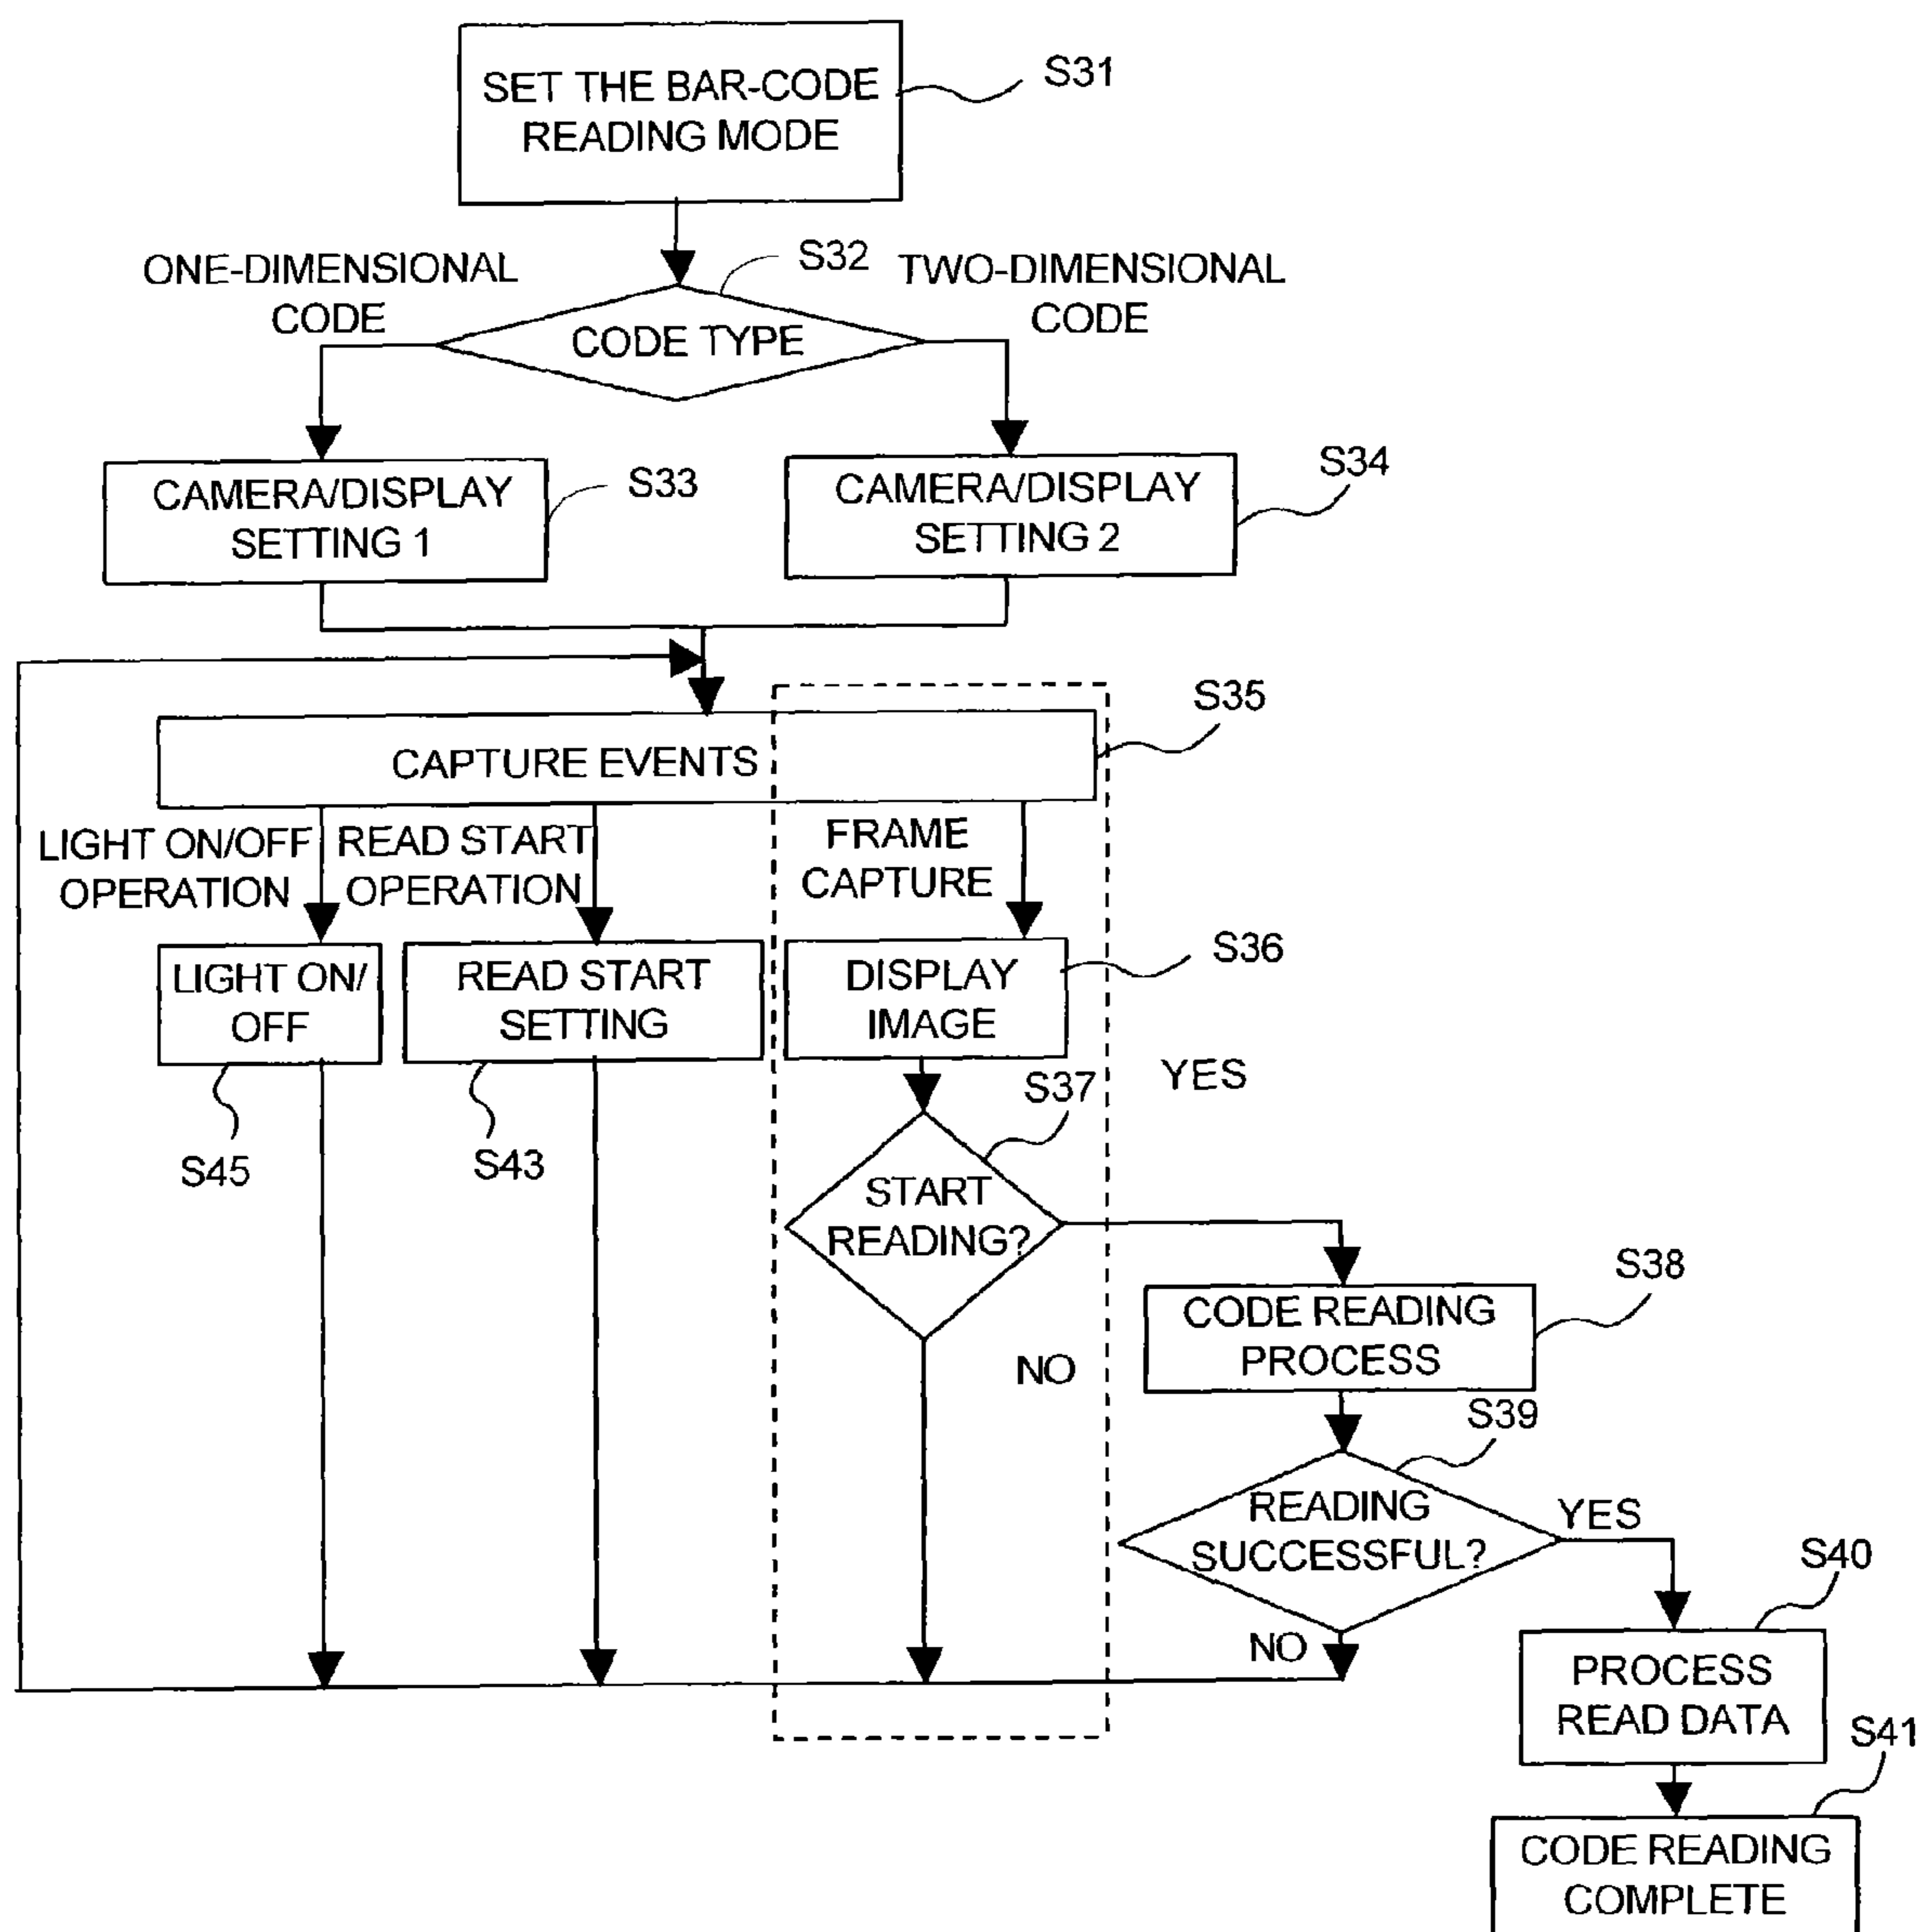 SET THE BAR-CODE
READING MODE
S31
ONE-DIMENSIONAL
CODE
S32
TWO-DIMENSIONAL
CODE
CODE TYPE
CAMERA/DISPLAY
SETTING 1
S33
CAMERA/DISPLAY
SETTING 2
S34
S35
CAPTURE EVENTS
LIGHT ON/OFF
OPERATION
READ START
OPERATION
FRAME
CAPTURE
LIGHT ON/
OFF
READ START
SETTING
DISPLAY
IMAGE
S36
S45
S43
S37
YES
START
READING?
NO
CODE READING
PROCESS
S38
S39
READING
SUCCESSFUL?
YES
NO
S40
PROCESS
READ DATA
S41
CODE READING
COMPLETE